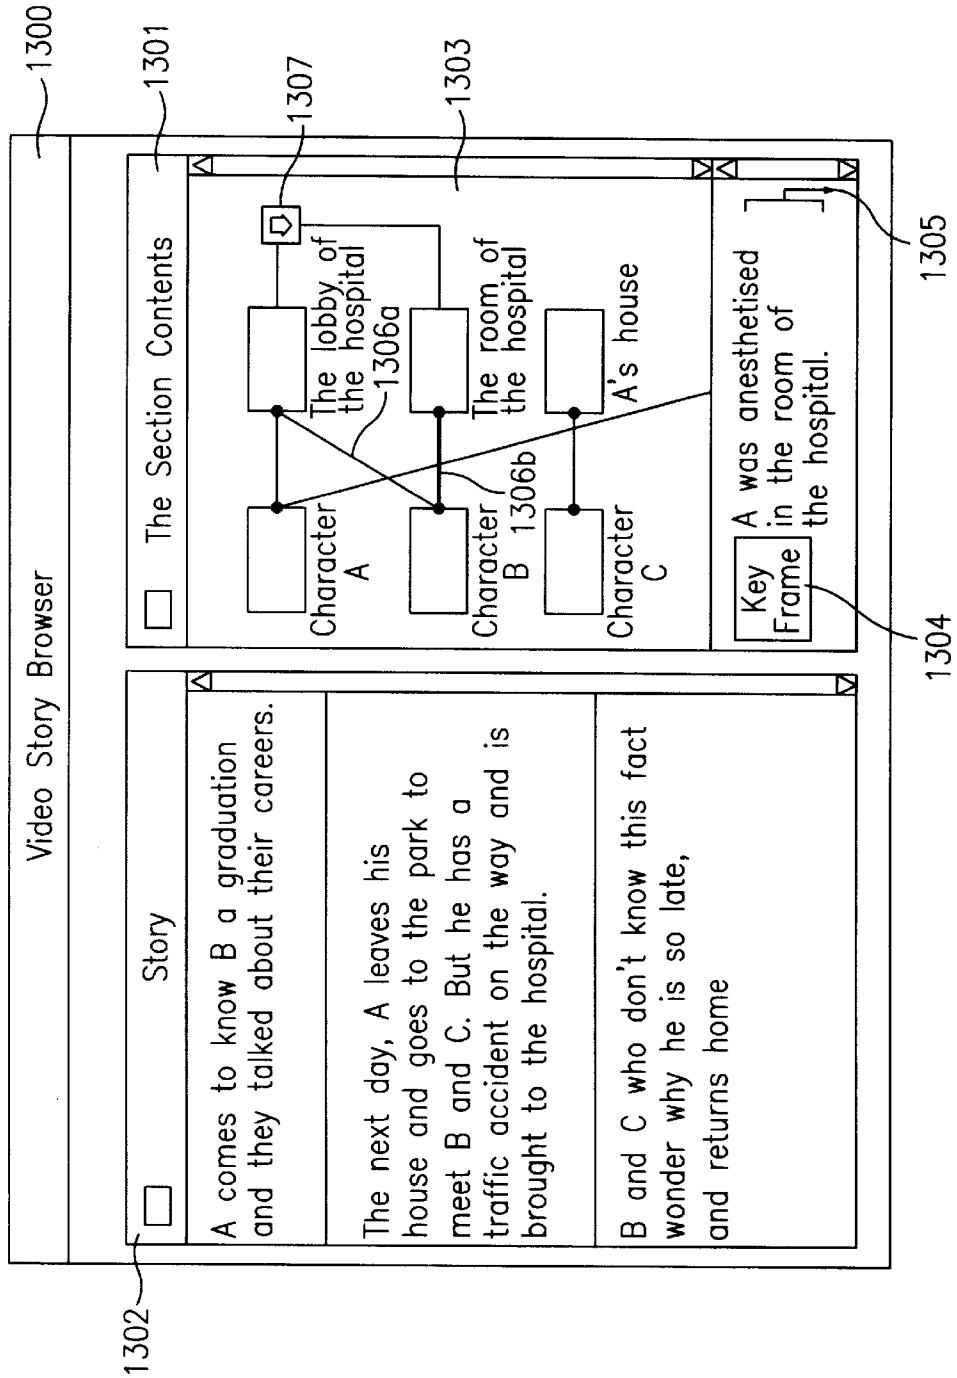 Video Story Browser
1300
1302
Story
A comes to know B a graduation
and they talked about their careers.
The next day, A leaves his
house and goes to the park to
meet B and C. But he has a
traffic accident on the way and is
brought to the hospital.
B and C who don't know this fact
wonder why he is so late,
and returns home
The Section Contents
1301
1307
Character
A
The lobby of
the hospital
1306a
1303
Character
B
1306b
The room of
the hospital
Character
C
A's house
Key
Frame
A was anesthetised
in the room of
the hospital.
1304
1305